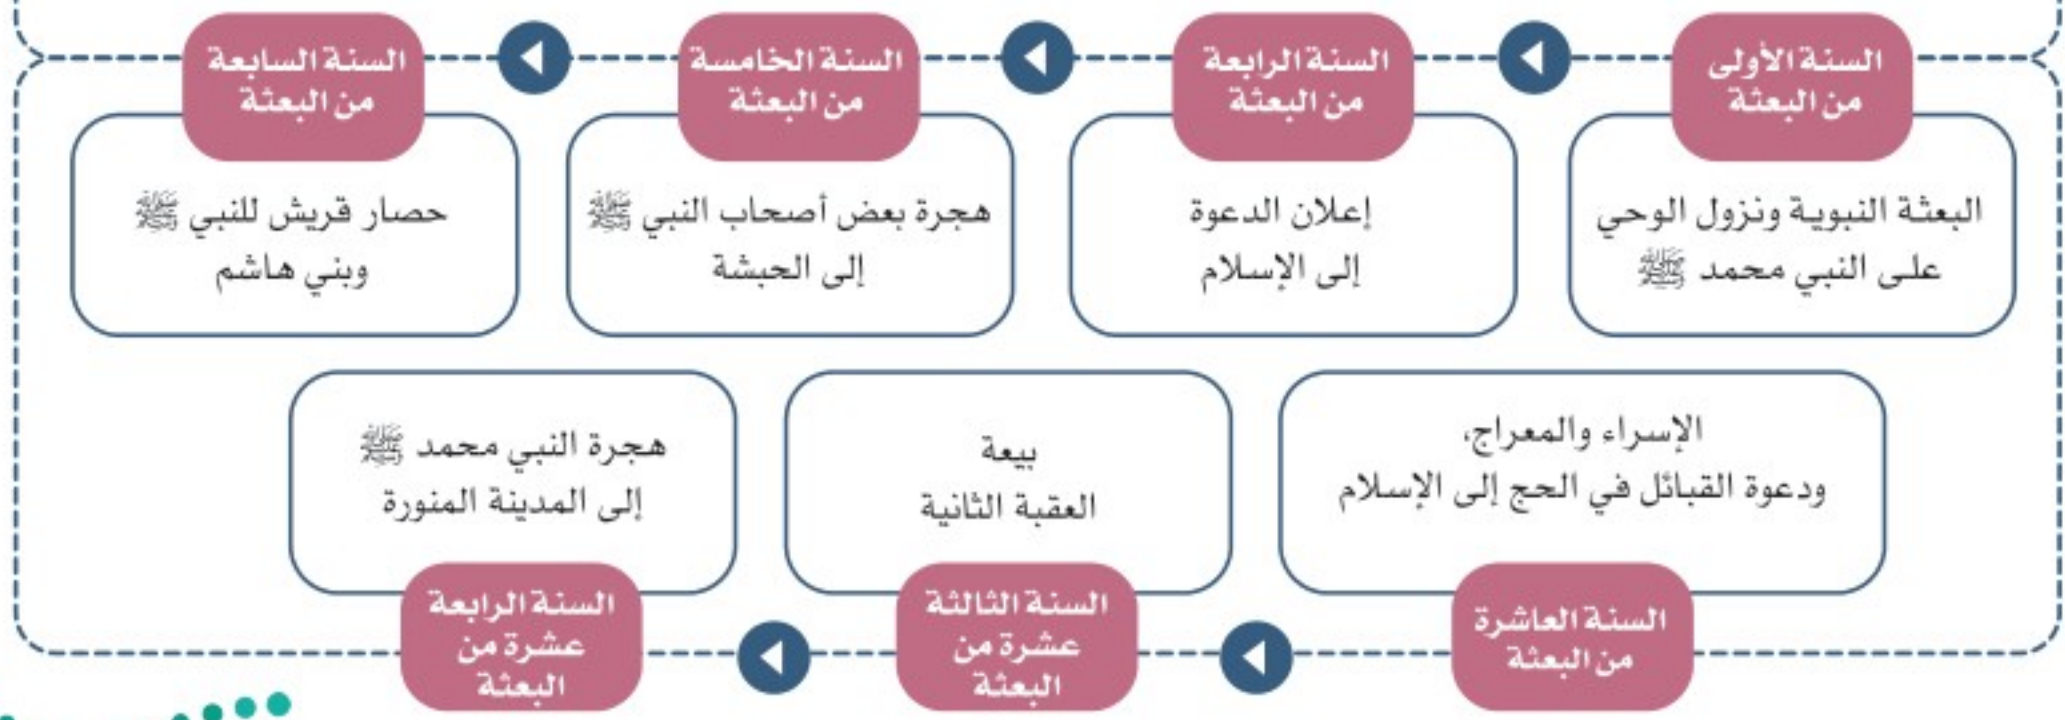 السنة الأولى
من البعثة
البعثة النبوية ونزول الوحي
على النبي محمد ﷺ
السنة الرابعة
من البعثة
إعلان الدعوة
إلى الإسلام
السنة الخامسة
من البعثة
هجرة بعض أصحاب النبي ﷺ
إلى الحبشة
السنة السابعة
من البعثة
حصار قريش للنبي ﷺ
وبني هاشم
الإسراء والمعراج،
ودعوة القبائل في الحج إلى الإسلام
السنة العاشرة
من البعثة
بيعة
العقبة الثانية
السنة الثالثة
عشرة من
البعثة
هجرة النبي محمد ﷺ
إلى المدينة المنورة
السنة الرابعة
عشرة من
البعثة